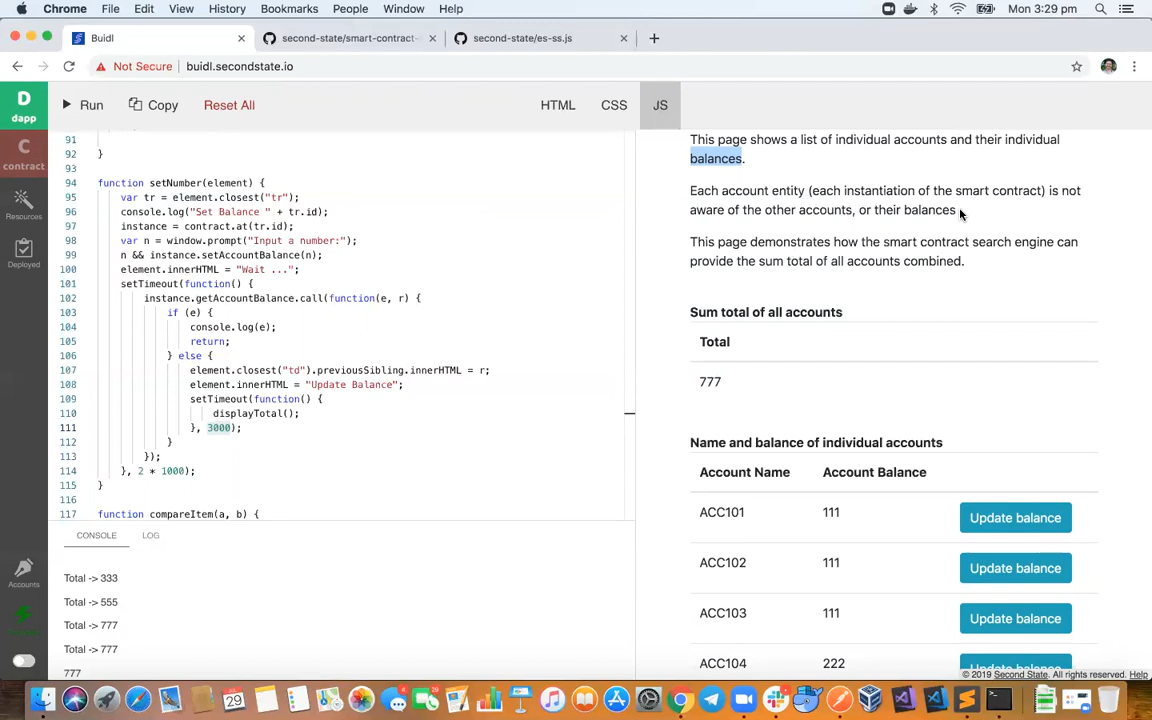 Chrome File Edit View History Bookmarks People Window Help Mon 3:29 pm
Buidl
second-state/smart-contract-
second-state/es-ss.js
Not Secure buidl.secondstate.io
D
dapp
C
contract
Resources
Deployed
Accounts
Run Copy Reset All HTML CSS JS
91
92 }
93
94 function setNumber(element) {
95 var tr = element.closest("tr");
96 console.log("Set Balance " + tr.id);
97 instance = contract.at(tr.id);
98 var n = window.prompt("Input a number:");
99 n && instance.setAccountBalance(n);
100 element.innerHTML = "Wait ...";
101 setTimeout(function() {
102 instance.getAccountBalance.call(function(e, r) {
103 if (e) {
104 console.log(e);
105 return;
106 } else {
107 element.closest("td").previousSibling.innerHTML = r;
108 element.innerHTML = "Update Balance";
109 setTimeout(function() {
110 displayTotal();
111 }, 3000);
112 }
113 });
114 }, 2 * 1000);
115 }
116
117 function compareItem(a, b) {
CONSOLE LOG
Total -> 333
Total -> 555
Total -> 777
Total -> 777
777
This page shows a list of individual accounts and their individual
balances.
Each account entity (each instantiation of the smart contract) is not
aware of the other accounts, or their balances
This page demonstrates how the smart contract search engine can
provide the sum total of all accounts combined.
Sum total of all accounts
Total
777
Name and balance of individual accounts
Account Name Account Balance
ACC101 111 Update balance
ACC102 111 Update balance
ACC103 111 Update balance
ACC104 222 Update balance
© 2019 Second State. All rights reserved. Help